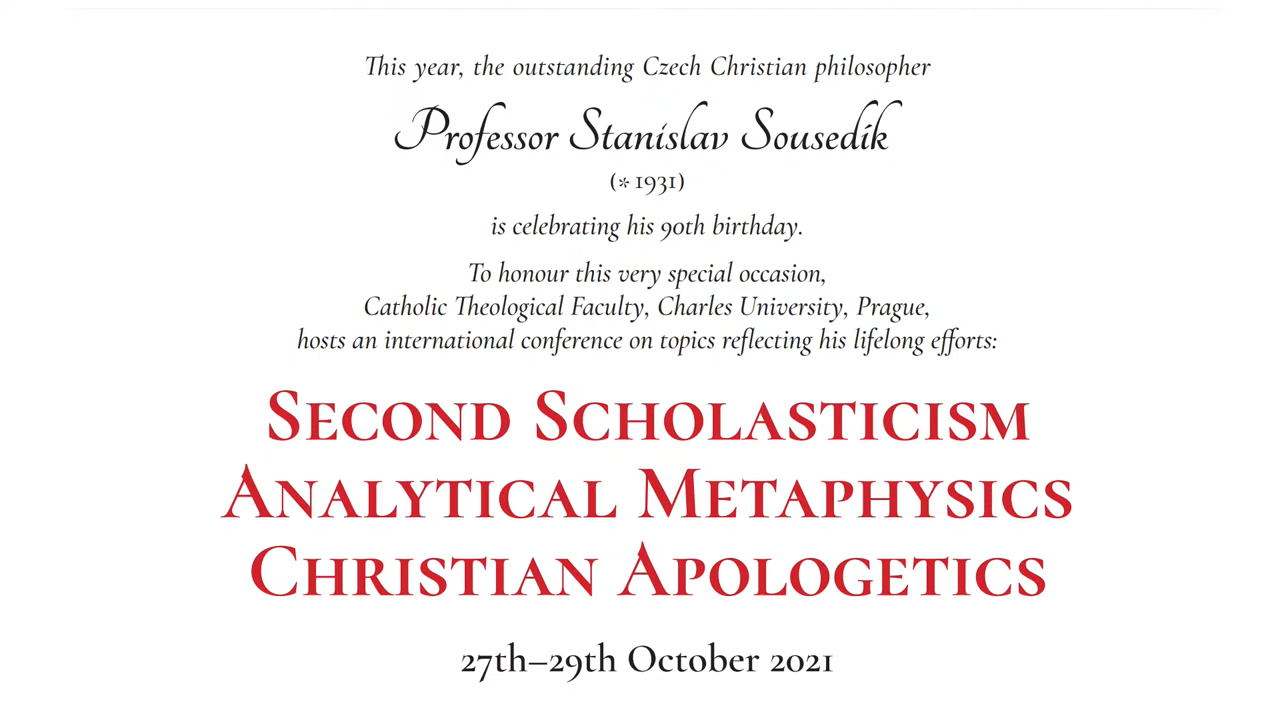 This year, the outstanding Czech Christian philosopher
Professor Stanislav Sousedík
(* 1931)
is celebrating his 90th birthday.
To honour this very special occasion,
Catholic Theological Faculty, Charles University, Prague,
hosts an international conference on topics reflecting his lifelong efforts:
Second Scholasticism
Analytical Metaphysics
Christian Apologetics
27th–29th October 2021